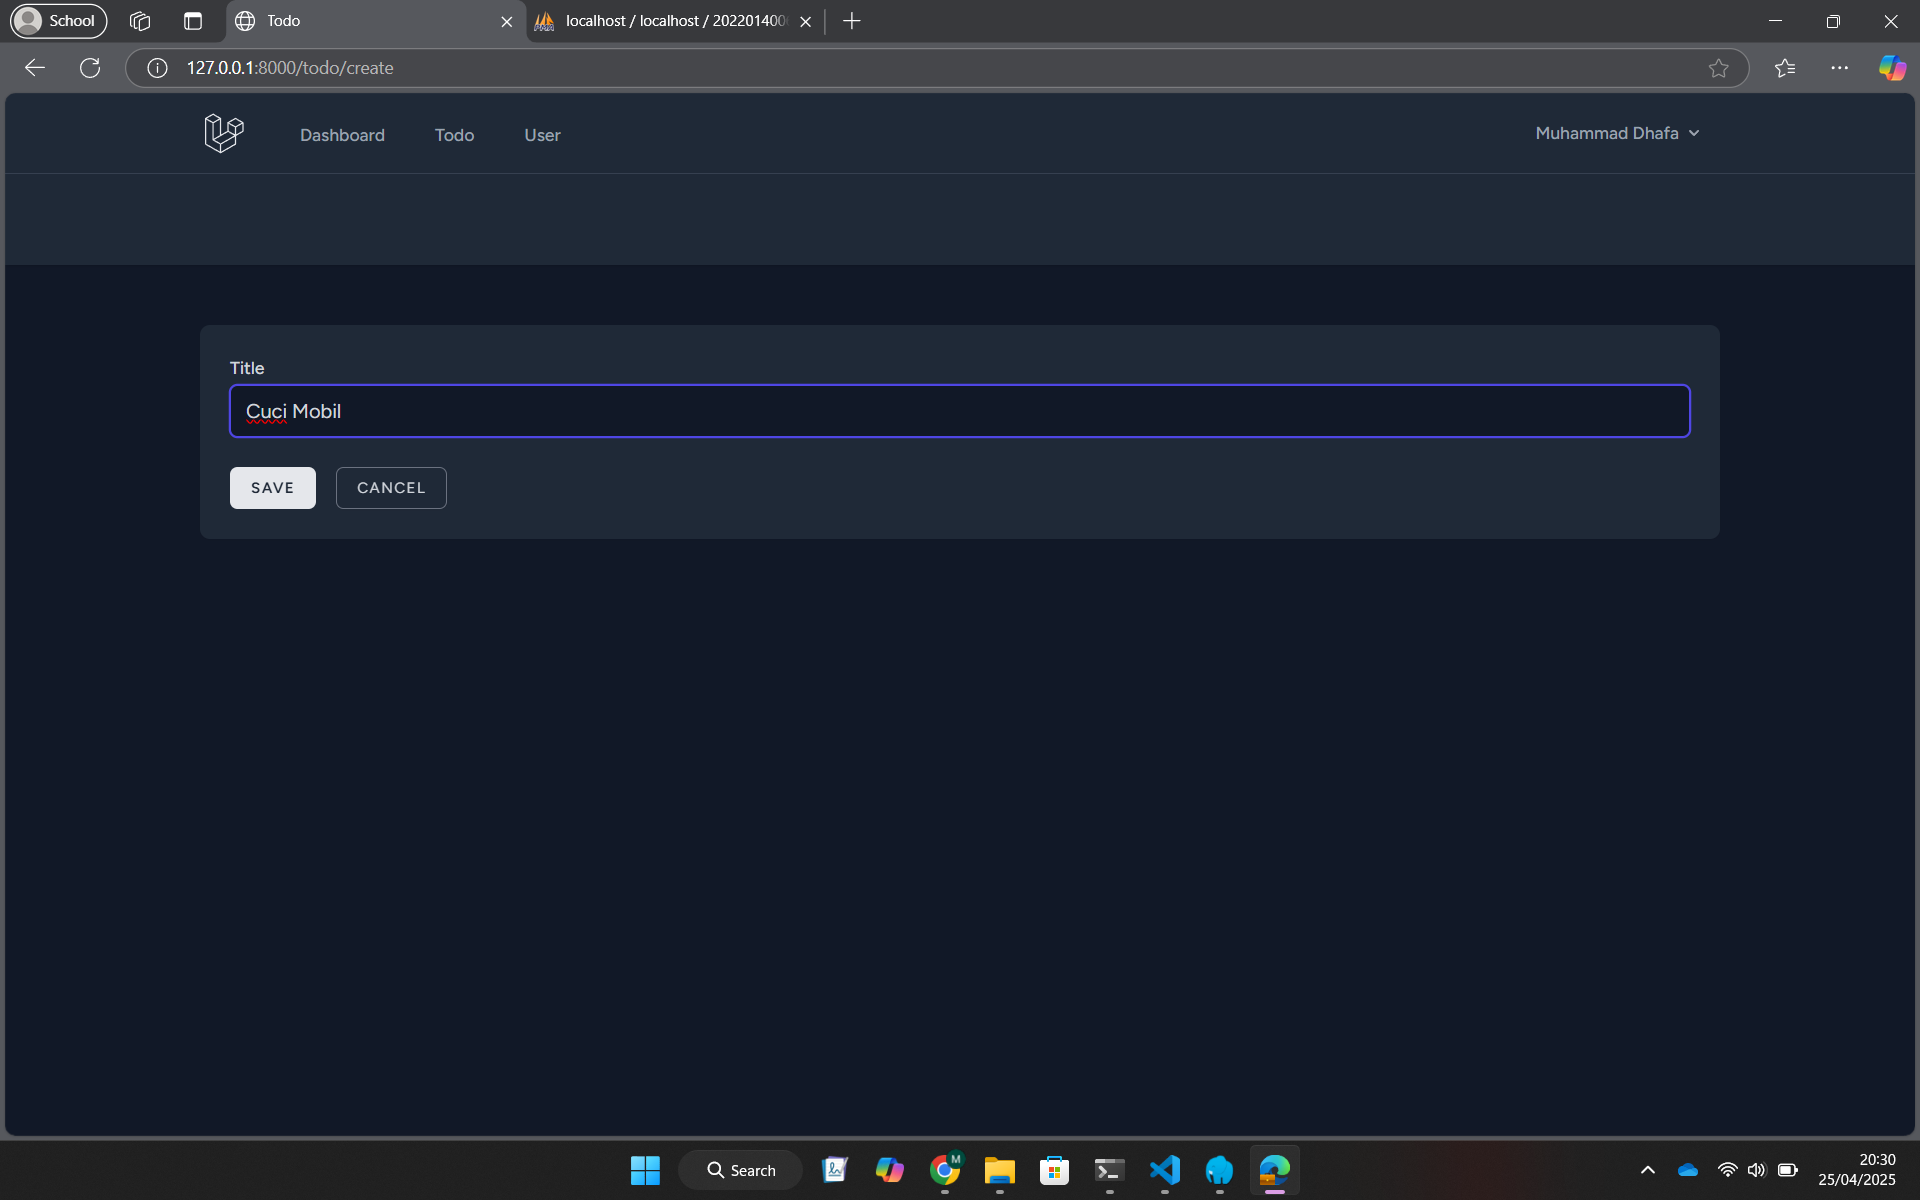 School
Todo
localhost / localhost / 2022014000
127.0.0.1:8000/todo/create
Dashboard
Todo
User
Muhammad Dhafa
Title
Cuci Mobil
SAVE
CANCEL
Search
M
20:30
25/04/2025